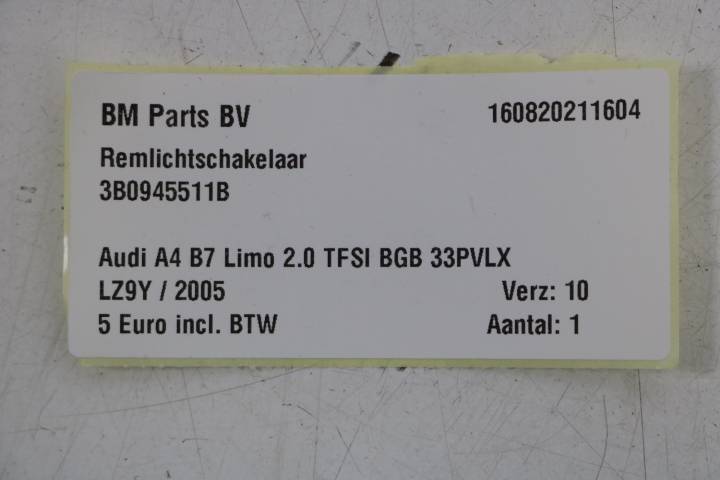 BM Parts BV 160820211604
Remlichtschakelaar
3B0945511B
Audi A4 B7 Limo 2.0 TFSI BGB 33PVLX
LZ9Y / 2005 Verz: 10
5 Euro incl. BTW Aantal: 1